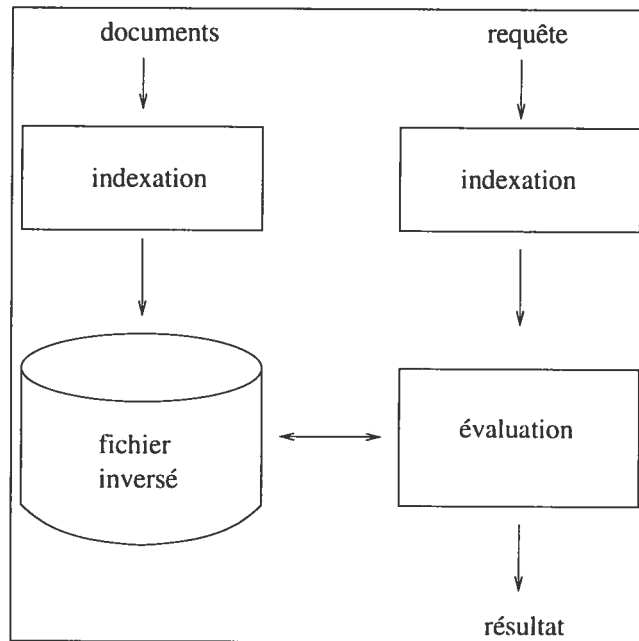 documents
requête
indexation
indexation
fichier
inversé
évaluation
résultat